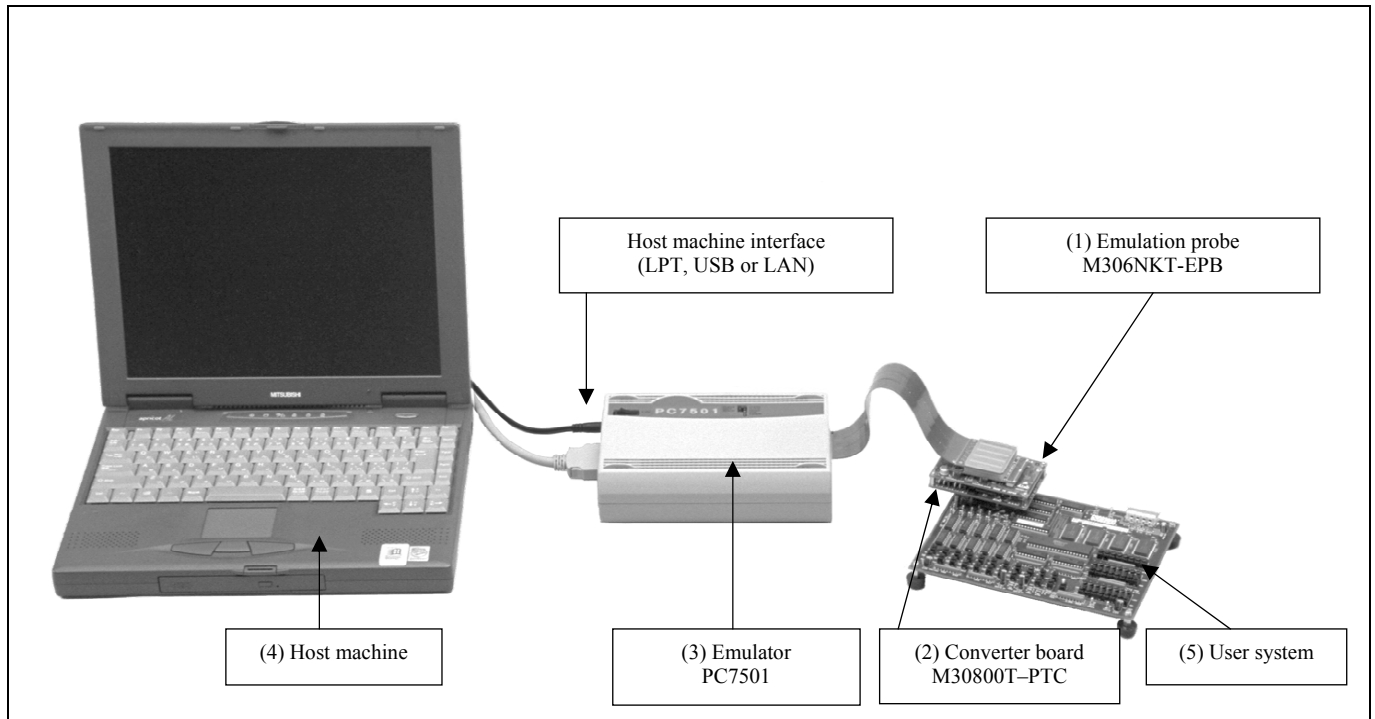 Host machine interface
(LPT, USB or LAN)
(1) Emulation probe
M306NKT-EPB
MITSUBISHI
PC7501
(4) Host machine
(3) Emulator
PC7501
(2) Converter board
M30800T–PTC
(5) User system